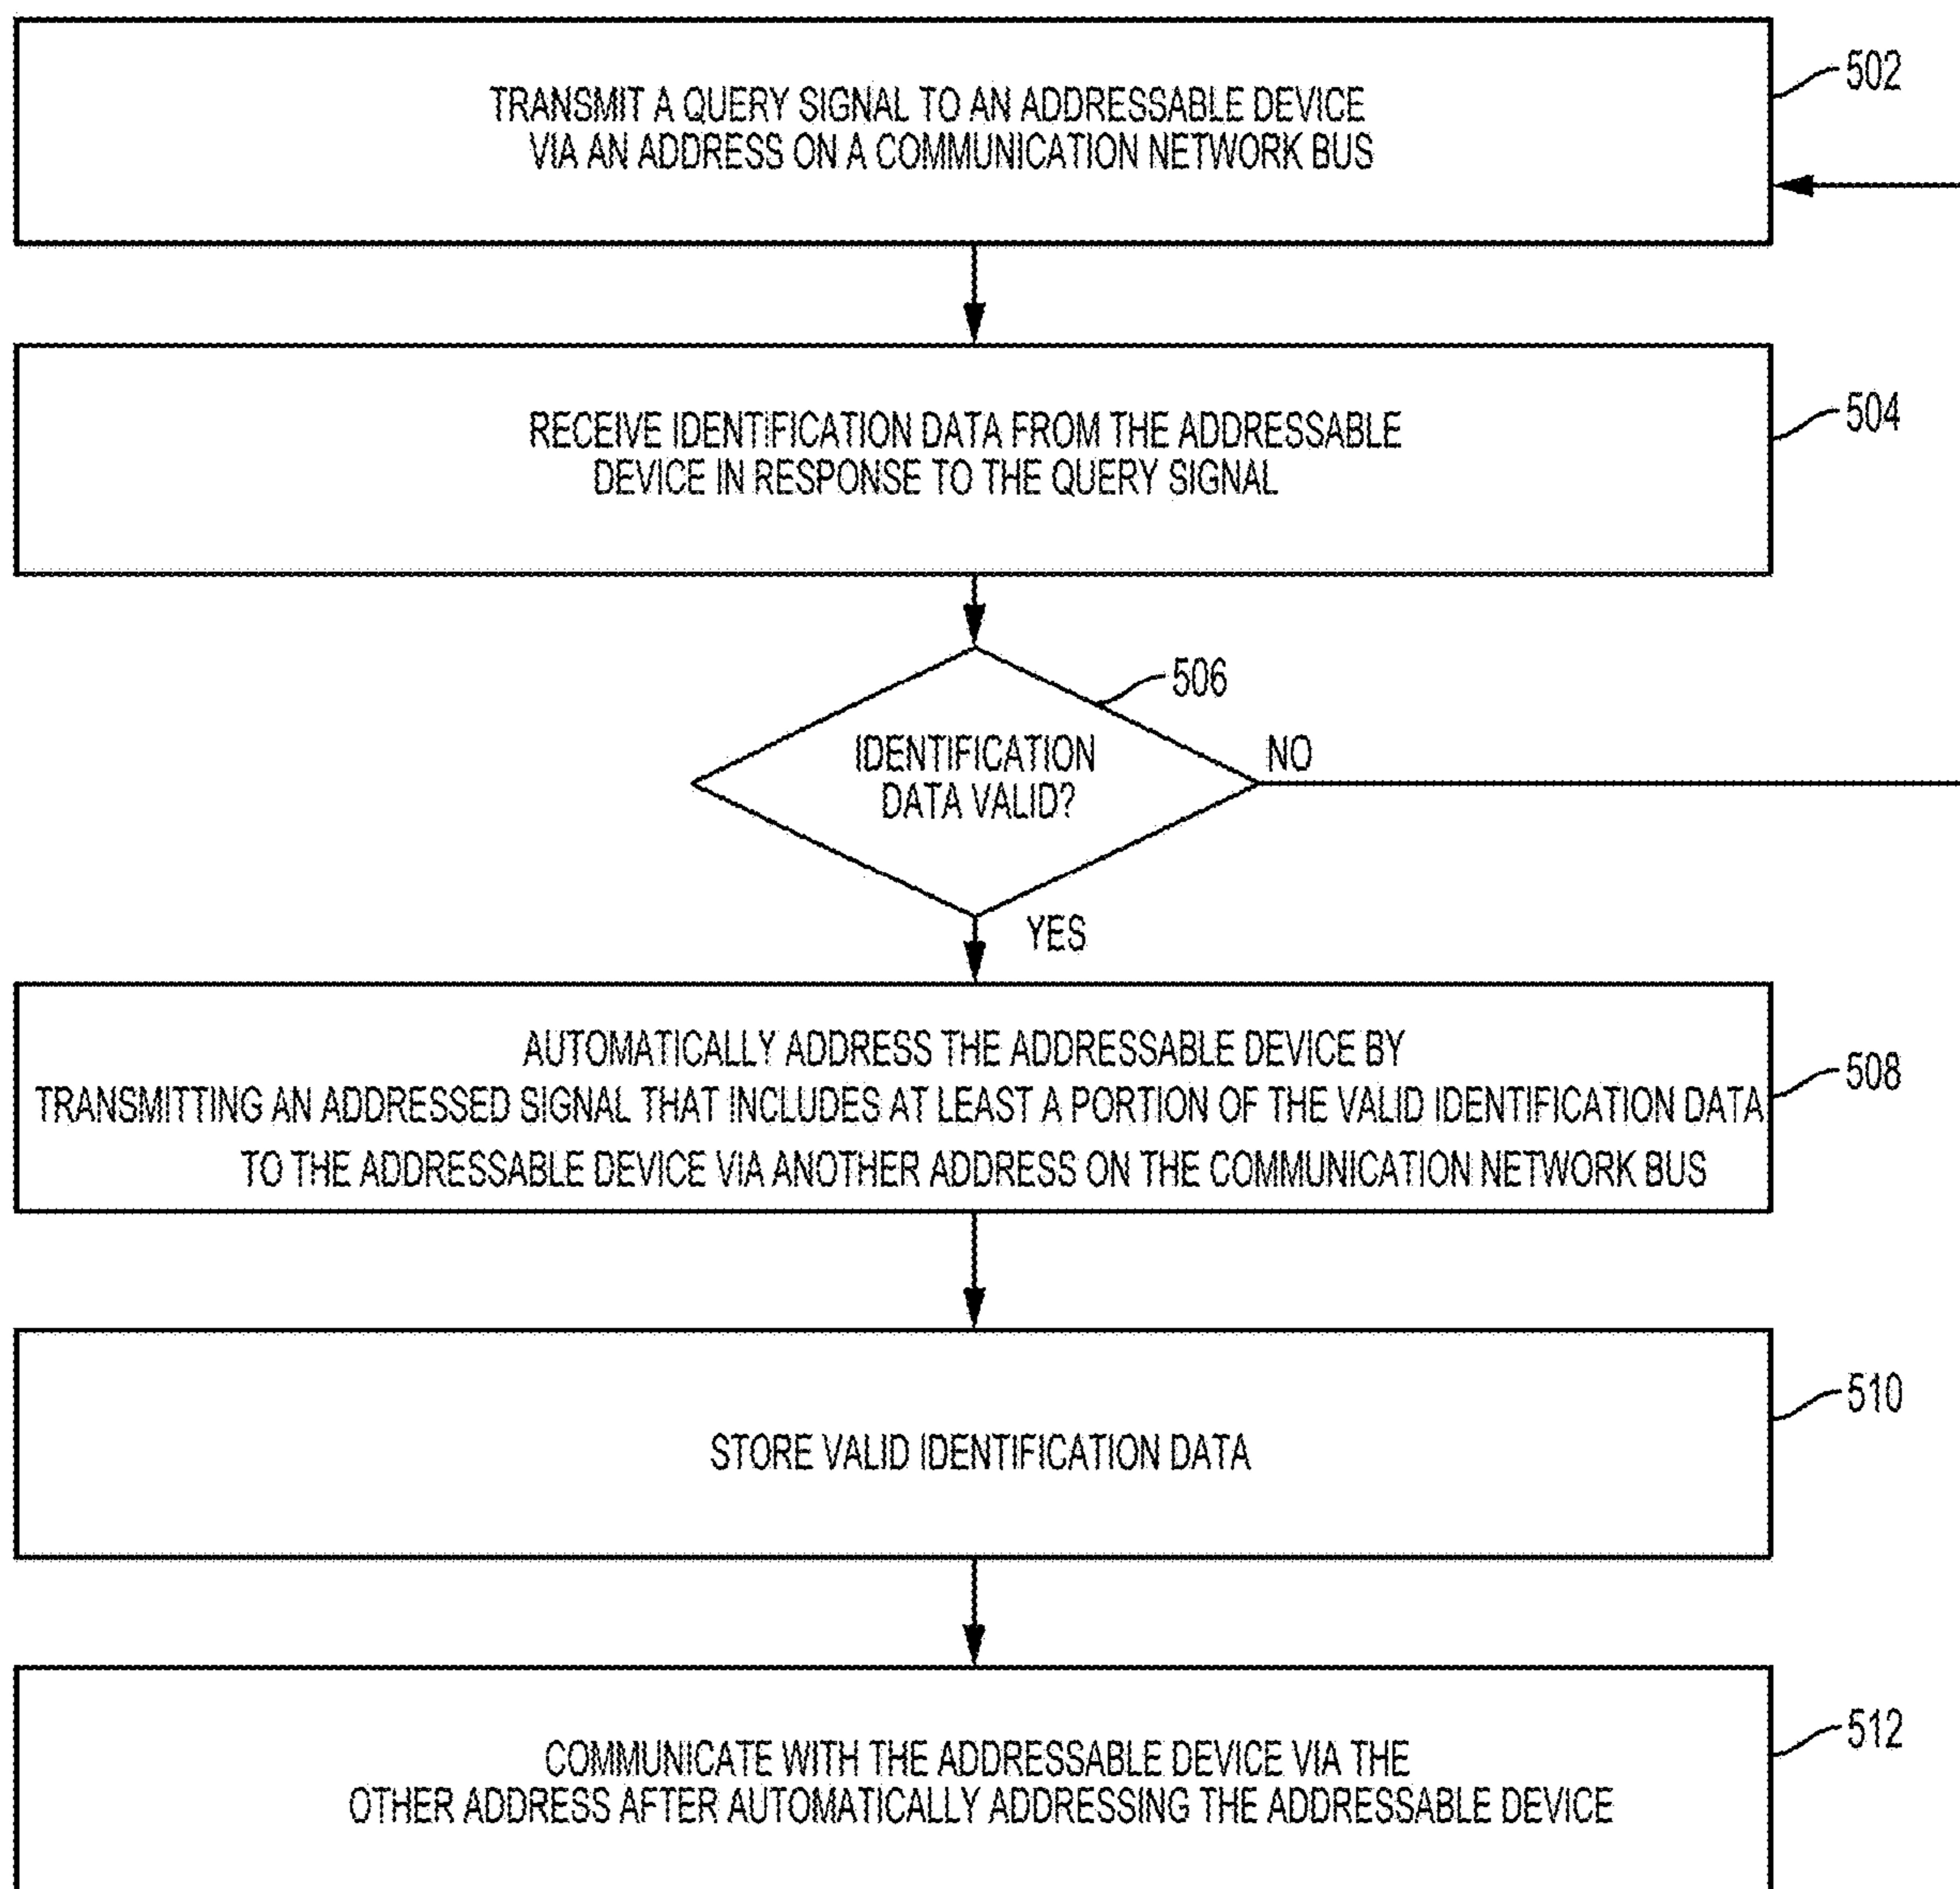 TRANSMIT A QUERY SIGNAL TO AN ADDRESSABLE DEVICE
VIA AN ADDRESS ON A COMMUNICATION NETWORK BUS
502
RECEIVE IDENTIFICATION DATA FROM THE ADDRESSABLE
DEVICE IN RESPONSE TO THE QUERY SIGNAL
504
506
IDENTIFICATION
DATA VALID?
NO
YES
AUTOMATICALLY ADDRESS THE ADDRESSABLE DEVICE BY
TRANSMITTING AN ADDRESSED SIGNAL THAT INCLUDES AT LEAST A PORTION OF THE VALID IDENTIFICATION DATA
TO THE ADDRESSABLE DEVICE VIA ANOTHER ADDRESS ON THE COMMUNICATION NETWORK BUS
508
STORE VALID IDENTIFICATION DATA
510
COMMUNICATE WITH THE ADDRESSABLE DEVICE VIA THE
OTHER ADDRESS AFTER AUTOMATICALLY ADDRESSING THE ADDRESSABLE DEVICE
512